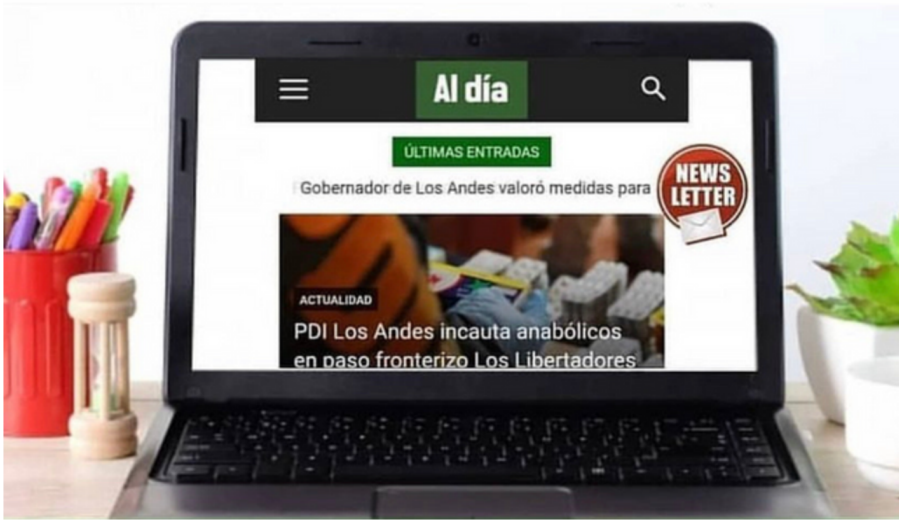 Al día
ÚLTIMAS ENTRADAS
Gobernador de Los Andes valoró medidas para
NEWS
LETTER
ACTUALIDAD
PDI Los Andes incauta anabólicos
en paso fronterizo Los Libertadores